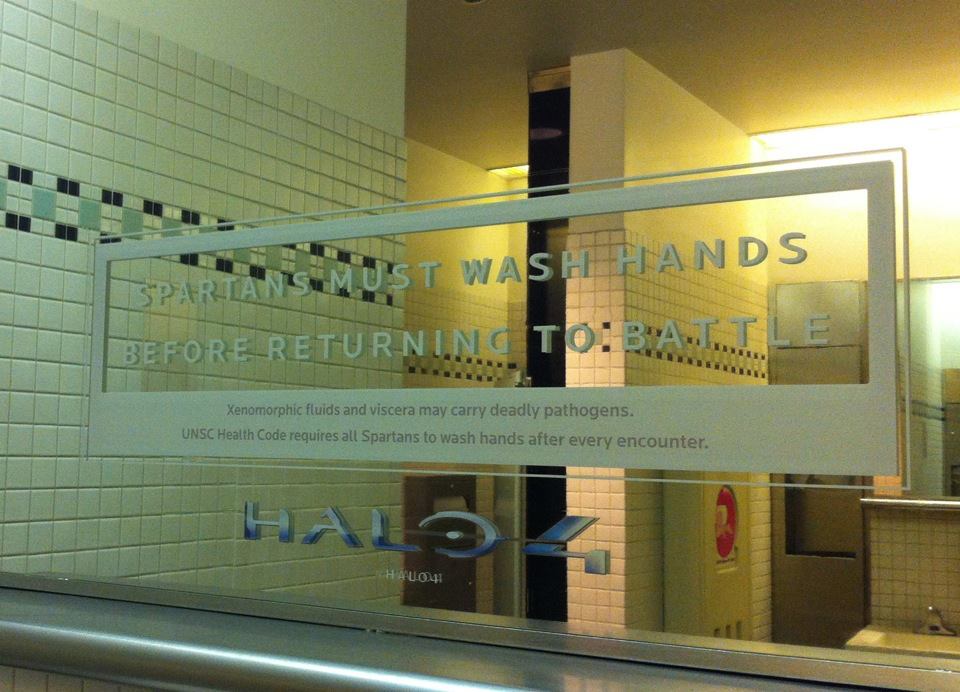 SPARTANS MUST WASH HANDS
BEFORE RETURNING TO BATTLE
Xenomorphic fluids and viscera may carry deadly pathogens.
UNSC Health Code requires all Spartans to wash hands after every encounter.
HALO 4
HALO4